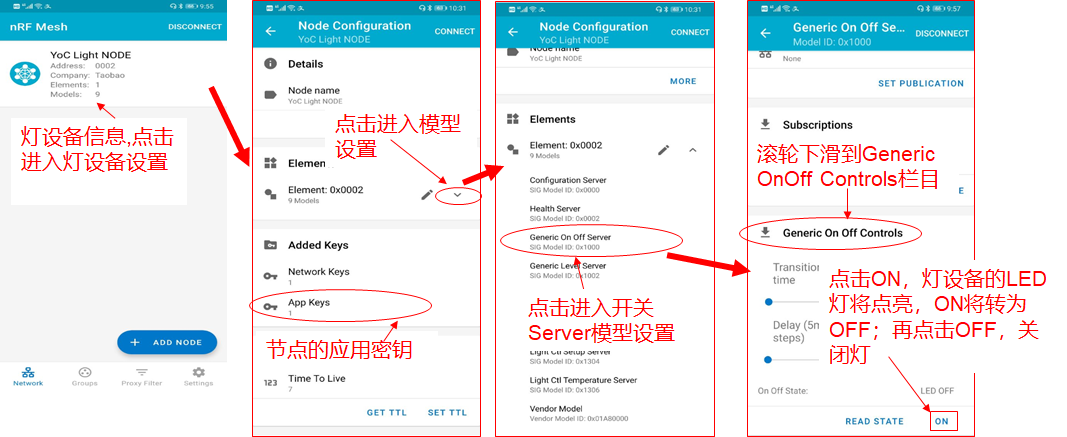 9:55
nRF Mesh
DISCONNECT
YoC Light NODE
Address: 0002
Company: Taobao
Elements: 1
Models: 9
灯设备信息,点击
进入灯设备设置
ADD NODE
Network
Groups
Proxy Filter
Settings
10:31
Node Configuration
YoC Light NODE
CONNECT
Details
Node name
YoC Light NODE
点击进入模型
设置
Elemen
Element: 0x0002
9 Models
Added Keys
Network Keys
1
App Keys
1
节点的应用密钥
Time To Live
7
GET TTL
SET TTL
10:31
Node Configuration
YoC Light NODE
CONNECT
Node name
YoC Light NODE
MORE
Elements
Element: 0x0002
9 Models
Configuration Server
SIG Model ID: 0x0000
Health Server
SIG Model ID: 0x0002
Generic On Off Server
SIG Model ID: 0x1000
Generic Level Server
SIG Model ID: 0x1002
点击进入开关
Server模型设置
Light Ctl Setup Server
SIG Model ID: 0x1304
Light Ctl Temperature Server
SIG Model ID: 0x1306
Vendor Model
Vendor Model ID: 0x01A80000
9:57
Generic On Off Se...
Model ID: 0x1000
DISCONNECT
None
SET PUBLICATION
Subscriptions
滚轮下滑到Generic
OnOff Controls栏目
E
Generic On Off Controls
Transition
time
点击ON，灯设备的LED
灯将点亮，ON将转为
OFF；再点击OFF，关
闭灯
Delay (5m
steps)
On Off State:
LED OFF
READ STATE
ON